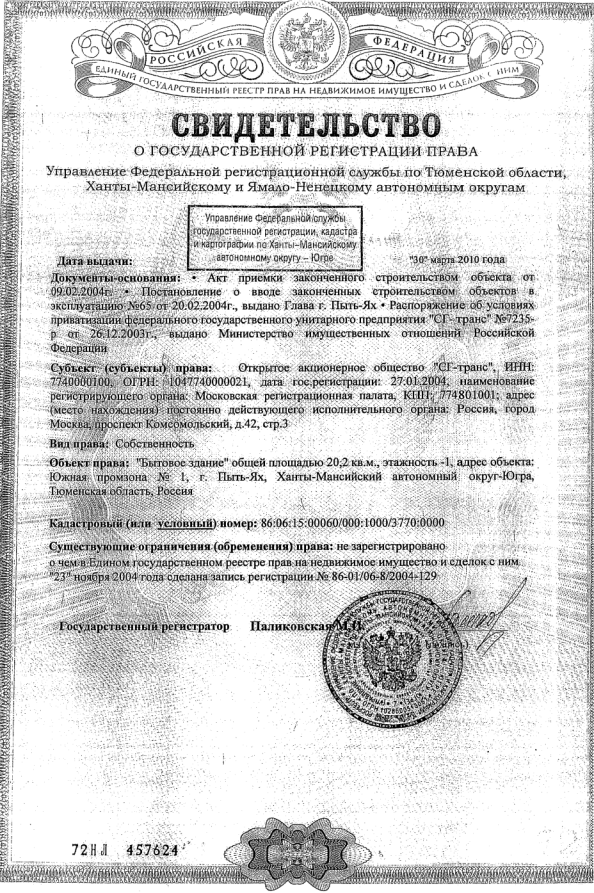 РОССИЙСКАЯ ФЕДЕРАЦИЯ
ЕДИНЫЙ ГОСУДАРСТВЕННЫЙ РЕЕСТР ПРАВ НА НЕДВИЖИМОЕ ИМУЩЕСТВО И СДЕЛОК С НИМ
СВИДЕТЕЛЬСТВО
О ГОСУДАРСТВЕННОЙ РЕГИСТРАЦИИ ПРАВА
Управление Федеральной регистрационной службы по Тюменской области,
Ханты-Мансийскому и Ямало-Ненецкому автономным округам
Управление Федеральной службы
государственной регистрации, кадастра
и картографии по Ханты-Мансийскому
автономному округу – Югре
Дата выдачи: "30" марта 2010 года
Документы-основания: • Акт приемки законченного строительством объекта от
09.02.2004г. • Постановление о вводе законченных строительством объектов в
эксплуатацию №65 от 20.02.2004г., выдано Глава г. Пыть-Ях • Распоряжение об условиях
приватизации федерального государственного унитарного предприятия "СГ-транс" №7235-
р от 26.12.2003г., выдано Министерство имущественных отношений Российской
Федерации
Субъект (субъекты) права: Открытое акционерное общество "СГ-транс", ИНН:
7740000100, ОГРН: 1047740000021, дата гос.регистрации: 27.01.2004, наименование
регистрирующего органа: Московская регистрационная палата, КПП: 774801001; адрес
(место нахождения) постоянно действующего исполнительного органа: Россия, город
Москва, проспект Комсомольский, д.42, стр.3
Вид права: Собственность
Объект права: "Бытовое здание" общей площадью 20,2 кв.м., этажность -1, адрес объекта:
Южная промзона № 1, г. Пыть-Ях, Ханты-Мансийский автономный округ-Югра,
Тюменская область, Россия
Кадастровый (или условный) номер: 86:06:15:00060/000:1000/3770:0000
Существующие ограничения (обременения) права: не зарегистрировано
о чем в Едином государственном реестре прав на недвижимое имущество и сделок с ним
"23" ноября 2004 года сделана запись регистрации № 86-01/06-8/2004-129
Государственный регистратор Паликовская М.П.
72НЛ 457624